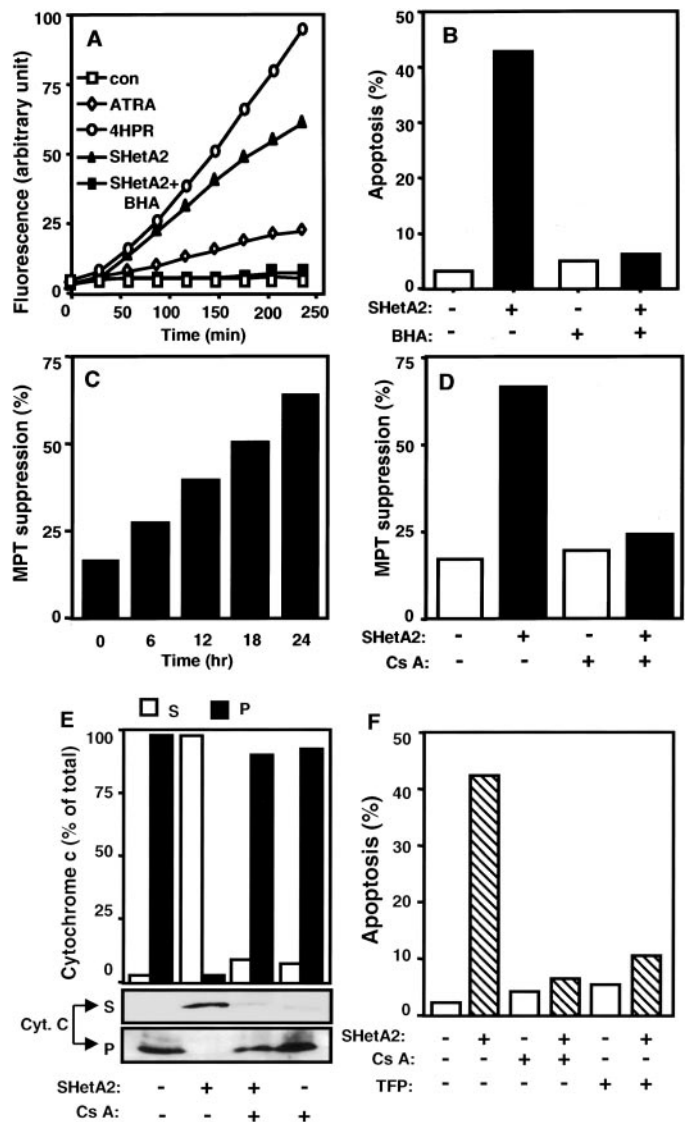 A
Fluorescence (arbitrary unit)
100
75
50
25
0
con
ATRA
4HPR
SHetA2
SHetA2+
BHA
0 50 100 150 200 250
Time (min)
B
Apoptosis (%)
50
40
30
20
10
0
SHetA2: - + - +
BHA: - - + +
C
MPT suppression (%)
75
50
25
0
0 6 12 18 24
Time (hr)
D
MPT suppression (%)
75
50
25
0
SHetA2: - + - +
Cs A: - - + +
E
S P
Cytochrome c (% of total)
100
75
50
25
0
Cyt. C
S
P
SHetA2: - + + -
Cs A: - - + +
F
Apoptosis (%)
50
40
30
20
10
0
SHetA2: - + - + - +
Cs A: - - + + - -
TFP: - - - - + +